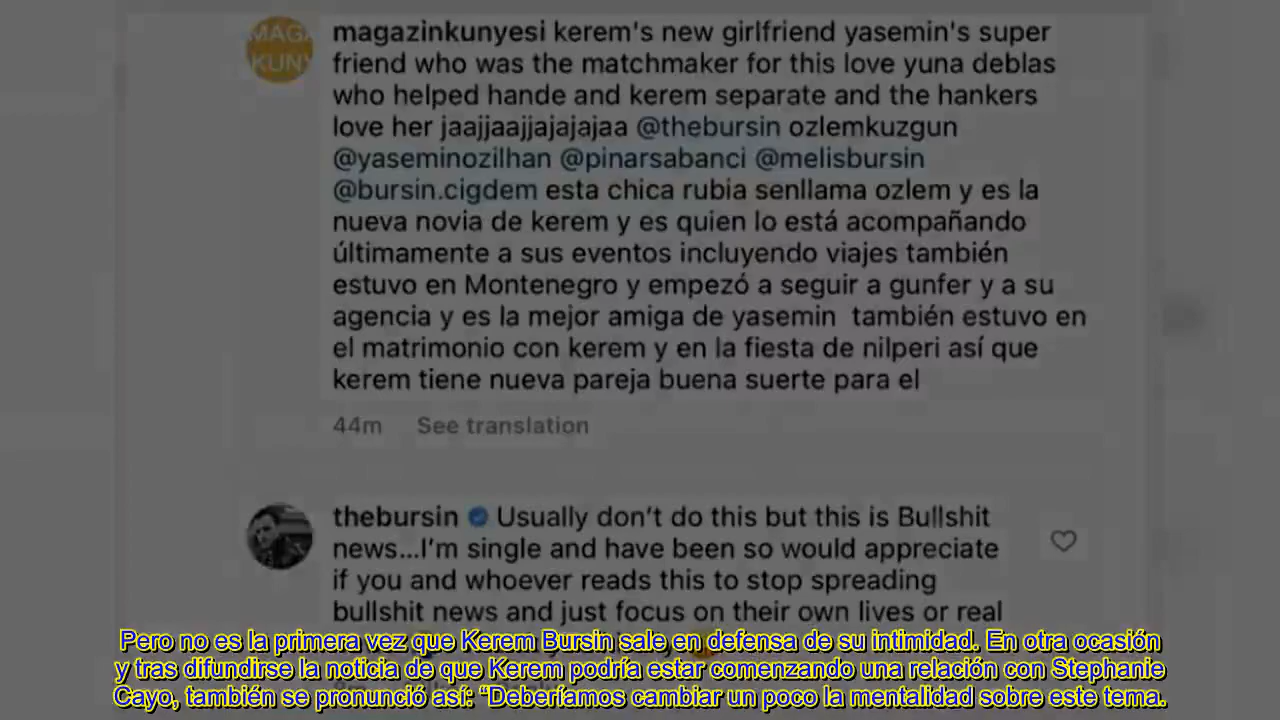 MAGA
KUNY
magazinkunyesi kerem's new girlfriend yasemin's super
friend who was the matchmaker for this love yuna deblas
who helped hande and kerem separate and the hankers
love her jaajjaajjajajajaa @thebursin ozlemkuzgun
@yaseminozilhan @pinarsabanci @melisbursin
@bursin.cigdem esta chica rubia senllama ozlem y es la
nueva novia de kerem y es quien lo está acompañando
últimamente a sus eventos incluyendo viajes también
estuvo en Montenegro y empezó a seguir a gunfer y a su
agencia y es la mejor amiga de yasemin también estuvo en
el matrimonio con kerem y en la fiesta de nilperi así que
kerem tiene nueva pareja buena suerte para el
44m See translation
thebursin Usually don't do this but this is Bullshit
news...I'm single and have been so would appreciate
if you and whoever reads this to stop spreading
bullshit news and just focus on their own lives or real
Pero no es la primera vez que Kerem Bursin sale en defensa de su intimidad. En otra ocasión
y tras difundirse la noticia de que Kerem podría estar comenzando una relación con Stephanie
Cayo, también se pronunció así: “Deberíamos cambiar un poco la mentalidad sobre este tema.